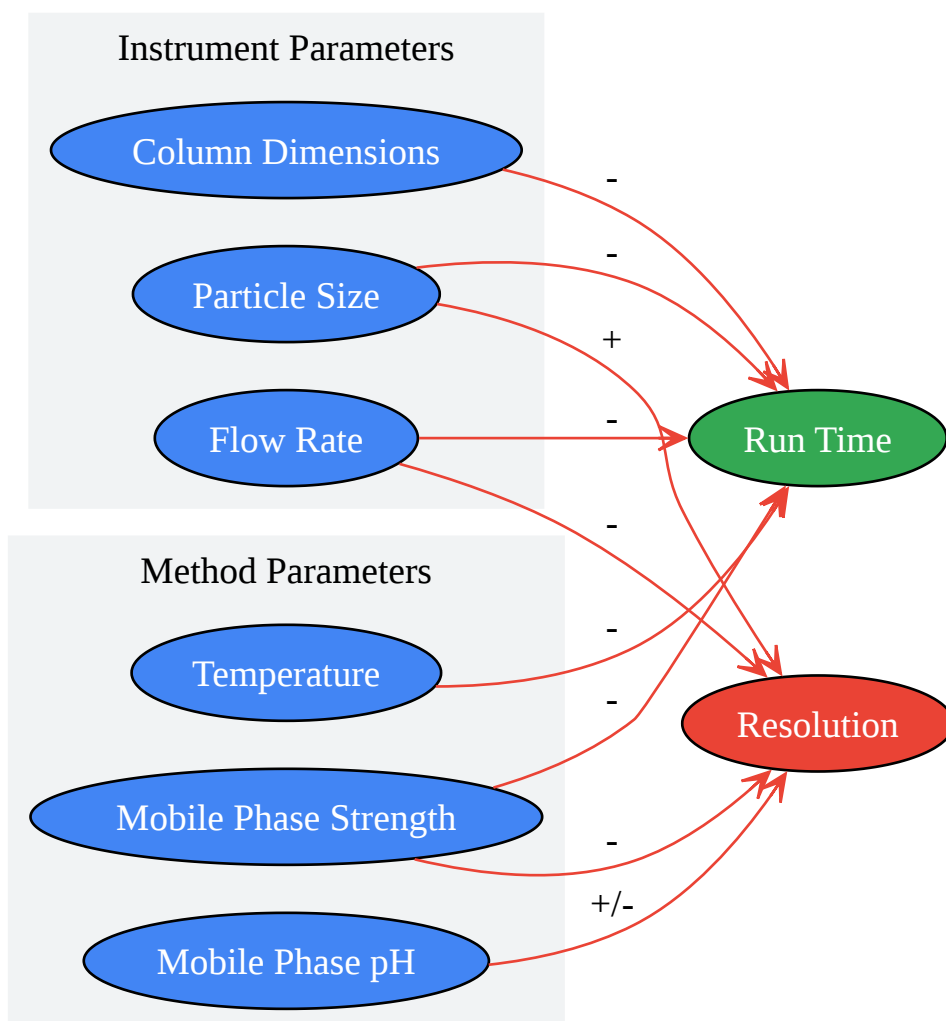 Instrument Parameters
Column Dimensions
-
-
Particle Size
+
Flow Rate
-
Run Time
-
Method Parameters
-
Temperature
-
Resolution
Mobile Phase Strength
-
+/-
Mobile Phase pH